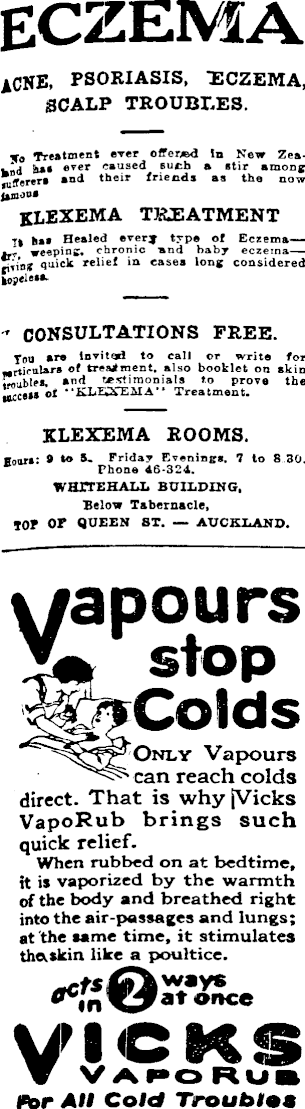 ECZEMA
ACNE, PSORIASIS, ECZEMA,
SCALP TROUBLES.
No Treatment ever offered in New Zea-
land has ever caused such a stir among
sufferers and their friends as the now
famous
KLEXEMA TREATMENT
It has Healed every type of Eczema—
dry, weeping, chronic and baby eczema—
giving quick relief in cases long considered
hopeless.
CONSULTATIONS FREE.
You are invited to call or write for
particulars of treatment, also booklet on skin
troubles, and testimonials to prove the
success of "KLEXEMA" Treatment.
KLEXEMA ROOMS.
Hours: 9 to 5. Friday Evenings, 7 to 8.30.
Phone 46-324.
WHITEHALL BUILDING,
Below Tabernacle,
TOP OF QUEEN ST. — AUCKLAND.
Vapours
stop
Colds
ONLY Vapours
can reach colds
direct. That is why Vicks
VapoRub brings such
quick relief.
When rubbed on at bedtime,
it is vaporized by the warmth
of the body and breathed right
into the air-passages and lungs;
at the same time, it stimulates
the skin like a poultice.
acts 2 ways
in at once
VICKS
VAPORUB
For All Cold Troubles